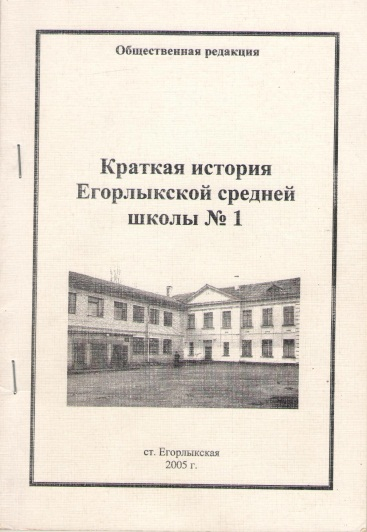 Общественная редакция
Краткая история
Егорлыкской средней
школы № 1
ст. Егорлыкская
2005 г.